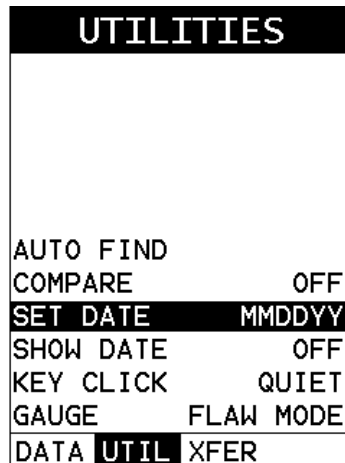 UTILITIES
AUTO FIND
COMPARE OFF
SET DATE MMDDYY
SHOW DATE OFF
KEY CLICK QUIET
GAUGE FLAW MODE
DATA UTIL XFER